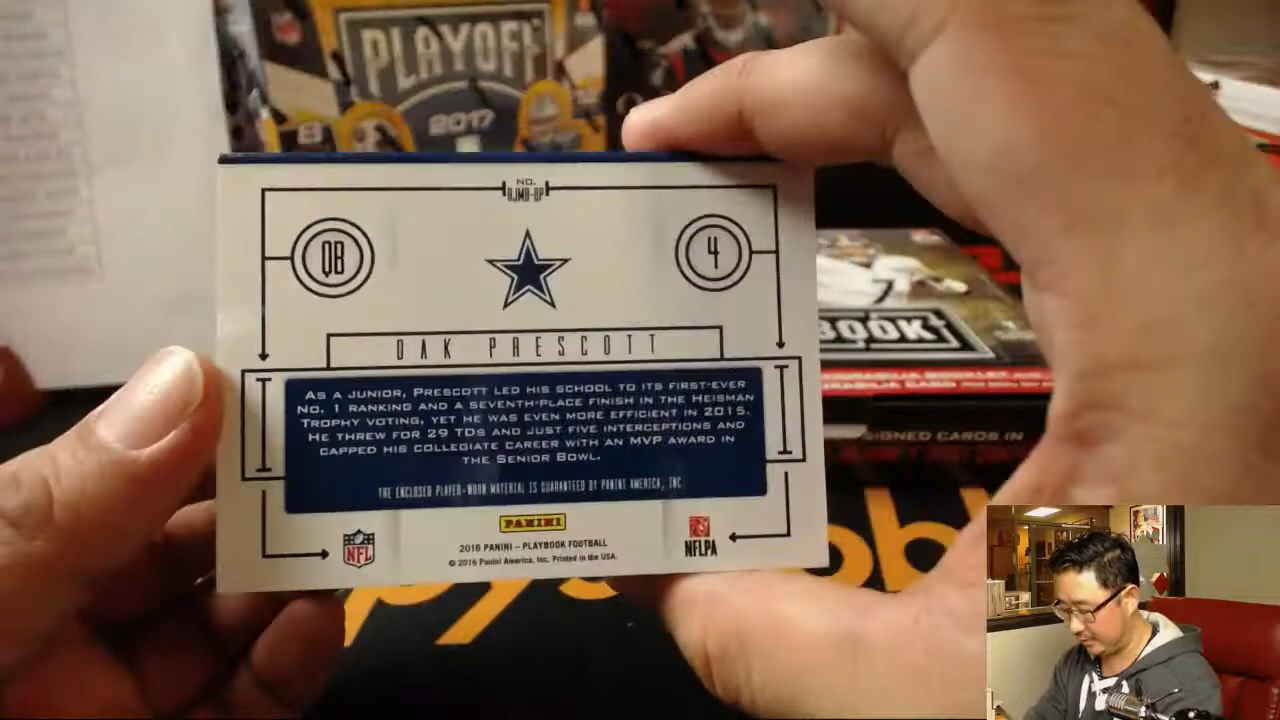 PLAYOFF
2017
NO.
RJMB-DP
QB
4
DAK PRESCOTT
AS A JUNIOR, PRESCOTT LED HIS SCHOOL TO ITS FIRST-EVER
NO. 1 RANKING AND A SEVENTH-PLACE FINISH IN THE HEISMAN
TROPHY VOTING, YET HE WAS EVEN MORE EFFICIENT IN 2015.
HE THREW FOR 29 TDS AND JUST FIVE INTERCEPTIONS AND
CAPPED HIS COLLEGIATE CAREER WITH AN MVP AWARD IN
THE SENIOR BOWL.
THE ENCLOSED PLAYER-WORN MATERIAL IS GUARANTEED BY PANINI AMERICA, INC
PANINI
NFL
2016 PANINI – PLAYBOOK FOOTBALL
© 2016 Panini America, Inc. Printed in the USA.
NFLPA
BOOK
SIGNED CARDS IN